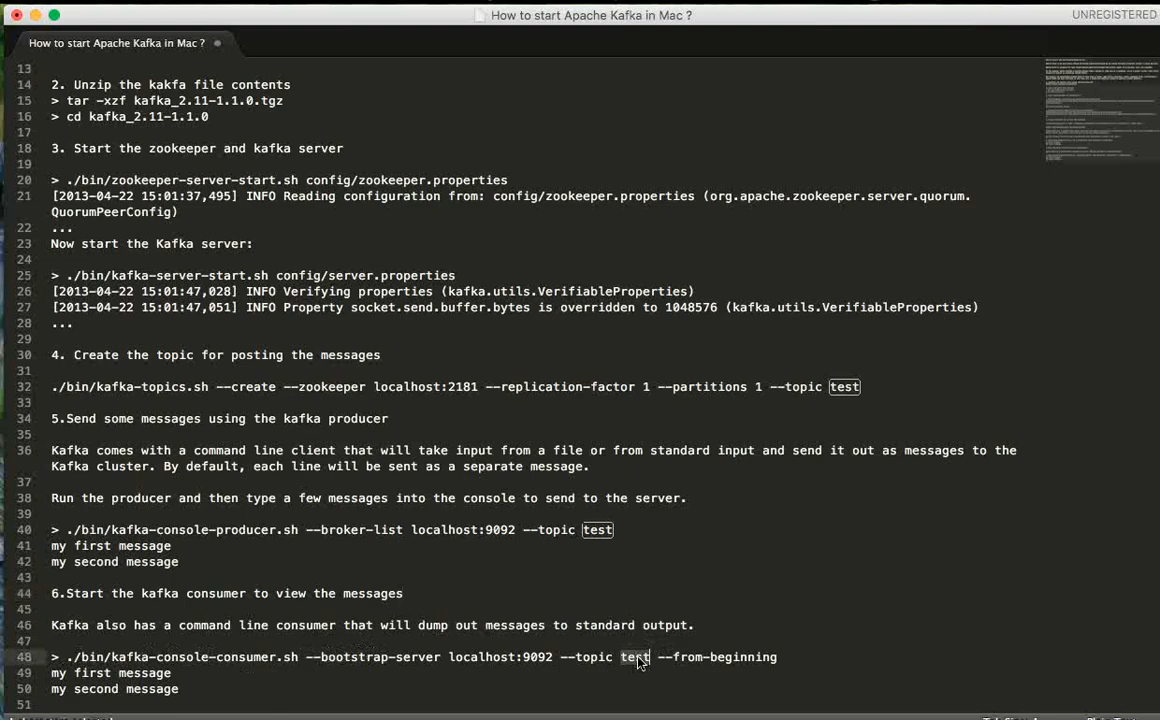 How to start Apache Kafka in Mac ?
UNREGISTERED
How to start Apache Kafka in Mac ?
13
14 2. Unzip the kakfa file contents
15 > tar -xzf kafka_2.11-1.1.0.tgz
16 > cd kafka_2.11-1.1.0
17
18 3. Start the zookeeper and kafka server
19
20 > ./bin/zookeeper-server-start.sh config/zookeeper.properties
21 [2013-04-22 15:01:37,495] INFO Reading configuration from: config/zookeeper.properties (org.apache.zookeeper.server.quorum.
QuorumPeerConfig)
22 ...
23 Now start the Kafka server:
24
25 > ./bin/kafka-server-start.sh config/server.properties
26 [2013-04-22 15:01:47,028] INFO Verifying properties (kafka.utils.VerifiableProperties)
27 [2013-04-22 15:01:47,051] INFO Property socket.send.buffer.bytes is overridden to 1048576 (kafka.utils.VerifiableProperties)
28 ...
29
30 4. Create the topic for posting the messages
31
32 ./bin/kafka-topics.sh --create --zookeeper localhost:2181 --replication-factor 1 --partitions 1 --topic test
33
34 5.Send some messages using the kafka producer
35
36 Kafka comes with a command line client that will take input from a file or from standard input and send it out as messages to the
Kafka cluster. By default, each line will be sent as a separate message.
37
38 Run the producer and then type a few messages into the console to send to the server.
39
40 > ./bin/kafka-console-producer.sh --broker-list localhost:9092 --topic test
41 my first message
42 my second message
43
44 6.Start the kafka consumer to view the messages
45
46 Kafka also has a command line consumer that will dump out messages to standard output.
47
48 > ./bin/kafka-console-consumer.sh --bootstrap-server localhost:9092 --topic test --from-beginning
49 my first message
50 my second message
51